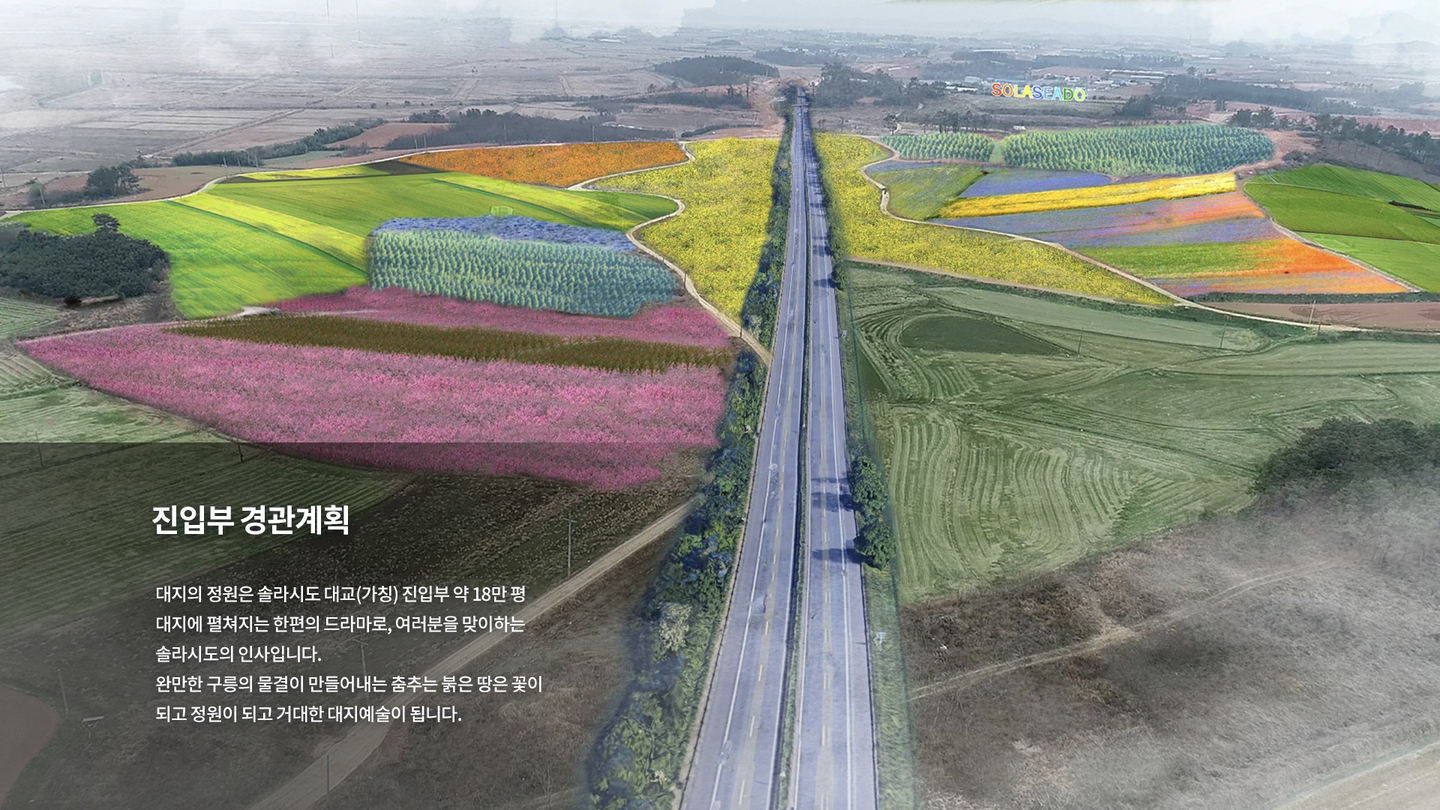 SOLASEADO
진입부 경관계획
대지의 정원은 솔라시도 대교(가칭) 진입부 약 18만 평
대지에 펼쳐지는 한편의 드라마로, 여러분을 맞이하는
솔라시도의 인사입니다.
완만한 구릉의 물결이 만들어내는 춤추는 붉은 땅은 꽃이
되고 정원이 되고 거대한 대지예술이 됩니다.